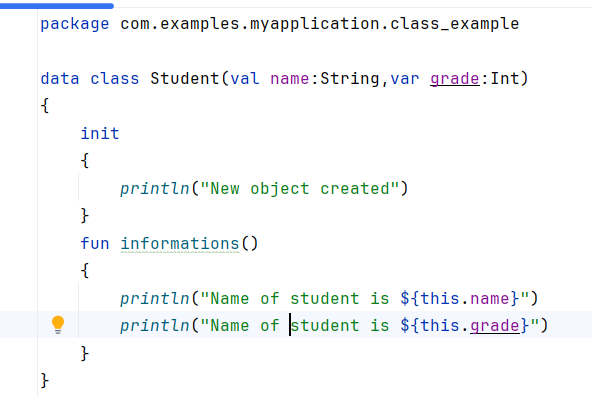 package com.examples.myapplication.class_example
data class Student(val name:String,var grade:Int)
{
init
{
println("New object created")
}
fun informations()
{
println("Name of student is ${this.name}")
println("Name of student is ${this.grade}")
}
}